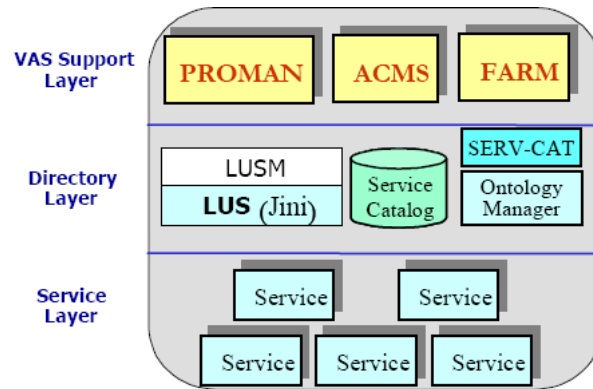 VAS Support
Layer
PROMAN
ACMS
FARM
Directory
Layer
LUSM
LUS (Jini)
Service
Catalog
SERV-CAT
Ontology
Manager
Service
Layer
Service
Service
Service
Service
Service